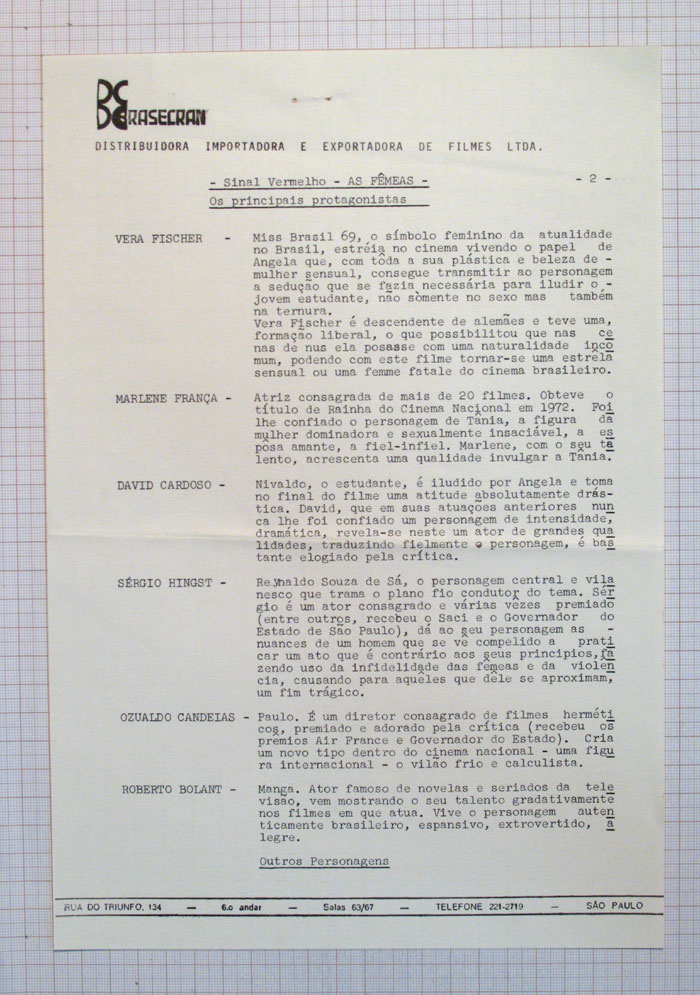 BRASECRAN
DISTRIBUIDORA IMPORTADORA E EXPORTADORA DE FILMES LTDA.
- Sinal Vermelho - AS FÊMEAS - - 2 -
Os principais protagonistas
VERA FISCHER - Miss Brasil 69, o símbolo feminino da atualidade
no Brasil, estréia no cinema vivendo o papel de
Angela que, com tôda a sua plástica e beleza de -
mulher sensual, consegue transmitir ao personagem
a sedução que se fazia necessária para iludir o -
jovem estudante, não sòmente no sexo mas também
na ternura.
Vera Fischer é descendente de alemães e teve uma,
formação liberal, o que possibilitou que nas ce
nas de nus ela posasse com uma naturalidade incô
mum, podendo com este filme tornar-se uma estrêla
sensual ou uma femme fatale do cinema brasileiro.
MARLENE FRANÇA - Atriz consagrada de mais de 20 filmes. Obteve o
título de Rainha do Cinema Nacional em 1972. Foi
lhe confiado o personagem de Tânia, a figura da
mulher dominadora e sexualmente insaciável, a es
posa amante, a fiel-infiel. Marlene, com o seu ta
lento, acrescenta uma qualidade invulgar a Tânia.
DAVID CARDOSO - Nivaldo, o estudante, é iludido por Angela e toma
no final do filme uma atitude absolutamente drás-
tica. David, que em suas atuações anteriores nun
ca lhe foi confiado um personagem de intensidade,
dramática, revela-se neste um ator de grandes qua
lidades, traduzindo fielmente o personagem, é bas
tante elogiado pela crítica.
SÉRGIO HINGST - Reynaldo Souza de Sá, o personagem central e vila
nesco que trama o plano fio condutor do tema. Sér
gio é um ator consagrado e várias vêzes premiado
(entre outros, recebeu o Saci e o Governador do
Estado de São Paulo), dá ao seu personagem as -
nuances de um homem que se vê compelido a prati
car um ato que é contrário aos seus principios,fa
zendo uso da infidelidade das fêmeas e da violên
cia, causando para aqueles que dele se aproximam,
um fim trágico.
OZUALDO CANDEIAS - Paulo. É um diretor consagrado de filmes herméti
cos, premiado e adorado pela crítica (recebeu os
prêmios Air France e Governador do Estado). Cria
um novo tipo dentro do cinema nacional - uma figu
ra internacional - o vilão frio e calculista.
ROBERTO BOLANT - Manga. Ator famoso de novelas e seriados da tele
visão, vem mostrando o seu talento gradativamente
nos filmes em que atua. Vive o personagem auten
ticamente brasileiro, espansivo, extrovertido, a
legre.
Outros Personagens
RUA DO TRIUNFO, 134 — 6.o andar — Salas 63/67 — TELEFONE 221-2719 — SÃO PAULO